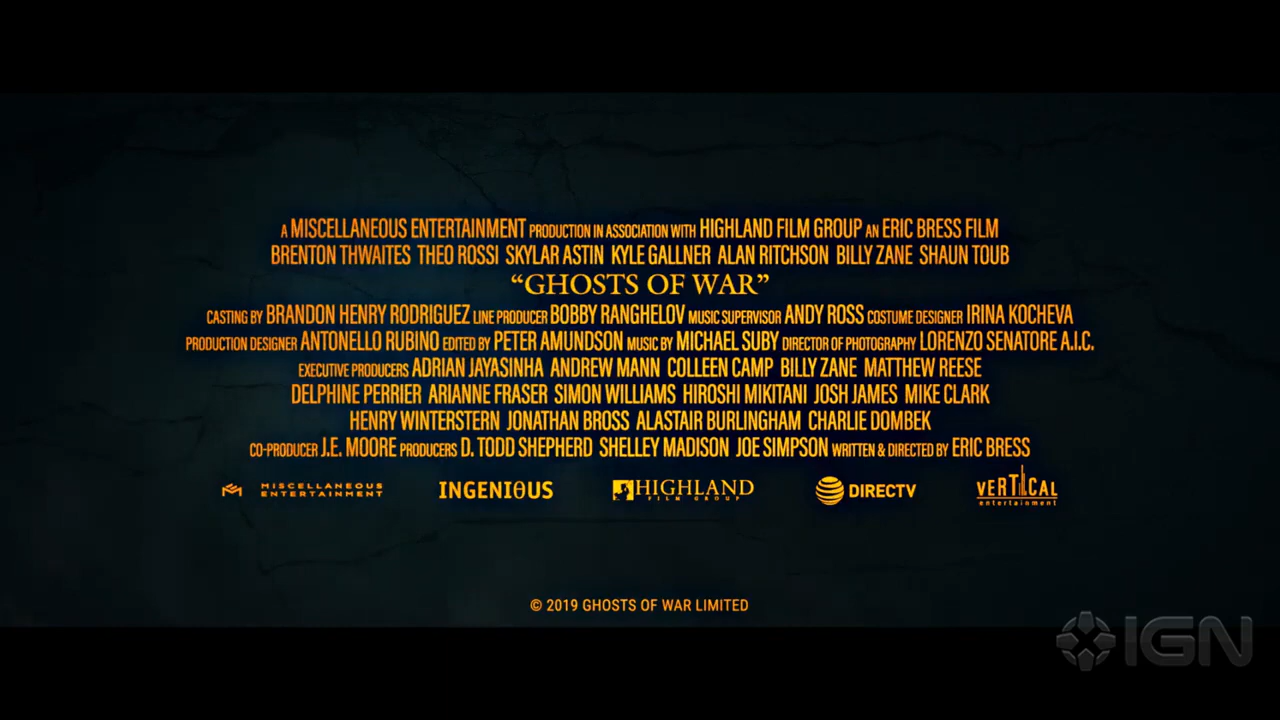 A MISCELLANEOUS ENTERTAINMENT PRODUCTION IN ASSOCIATION WITH HIGHLAND FILM GROUP AN ERIC BRESS FILM
BRENTON THWAITES THEO ROSSI SKYLAR ASTIN KYLE GALLNER ALAN RITCHSON BILLY ZANE SHAUN TOUB
“GHOSTS OF WAR”
CASTING BY BRANDON HENRY RODRIGUEZ LINE PRODUCER BOBBY RANGHELOV MUSIC SUPERVISOR ANDY ROSS COSTUME DESIGNER IRINA KOCHEVA
PRODUCTION DESIGNER ANTONELLO RUBINO EDITED BY PETER AMUNDSON MUSIC BY MICHAEL SUBY DIRECTOR OF PHOTOGRAPHY LORENZO SENATORE A.I.C.
EXECUTIVE PRODUCERS ADRIAN JAYASINHA ANDREW MANN COLLEEN CAMP BILLY ZANE MATTHEW REESE
DELPHINE PERRIER ARIANNE FRASER SIMON WILLIAMS HIROSHI MIKITANI JOSH JAMES MIKE CLARK
HENRY WINTERSTERN JONATHAN BROSS ALASTAIR BURLINGHAM CHARLIE DOMBEK
CO-PRODUCER J.E. MOORE PRODUCERS D. TODD SHEPHERD SHELLEY MADISON JOE SIMPSON WRITTEN & DIRECTED BY ERIC BRESS
MISCELLANEOUS
ENTERTAINMENT
INGENIOUS
HIGHLAND
FILM GROUP
DIRECTV
VERTICAL
entertainment
© 2019 GHOSTS OF WAR LIMITED
IGN